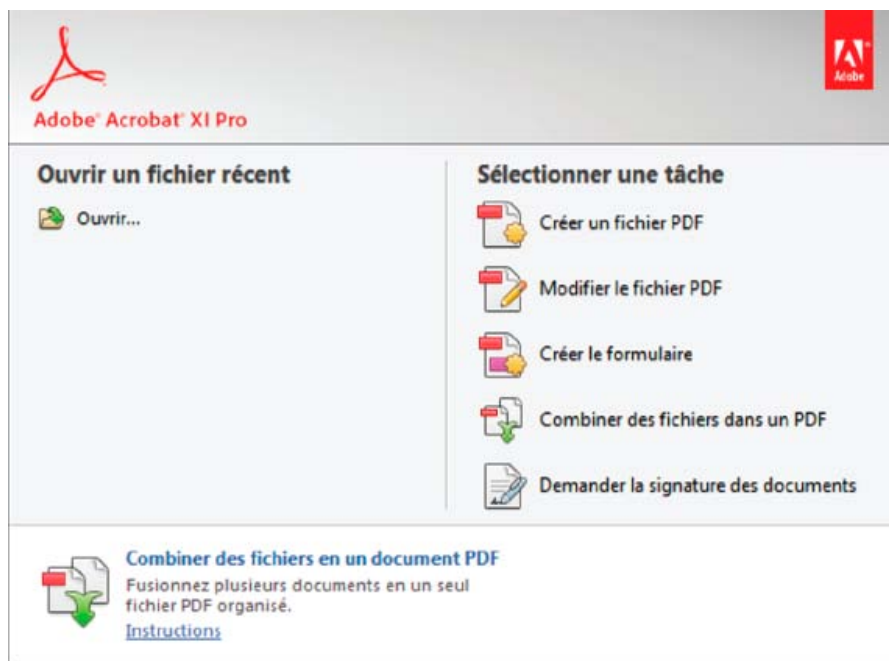 Adobe
Adobe® Acrobat® XI Pro
Ouvrir un fichier récent
Ouvrir...
Sélectionner une tâche
Créer un fichier PDF
Modifier le fichier PDF
Créer le formulaire
Combiner des fichiers dans un PDF
Demander la signature des documents
Combiner des fichiers en un document PDF
Fusionnez plusieurs documents en un seul
fichier PDF organisé.
Instructions